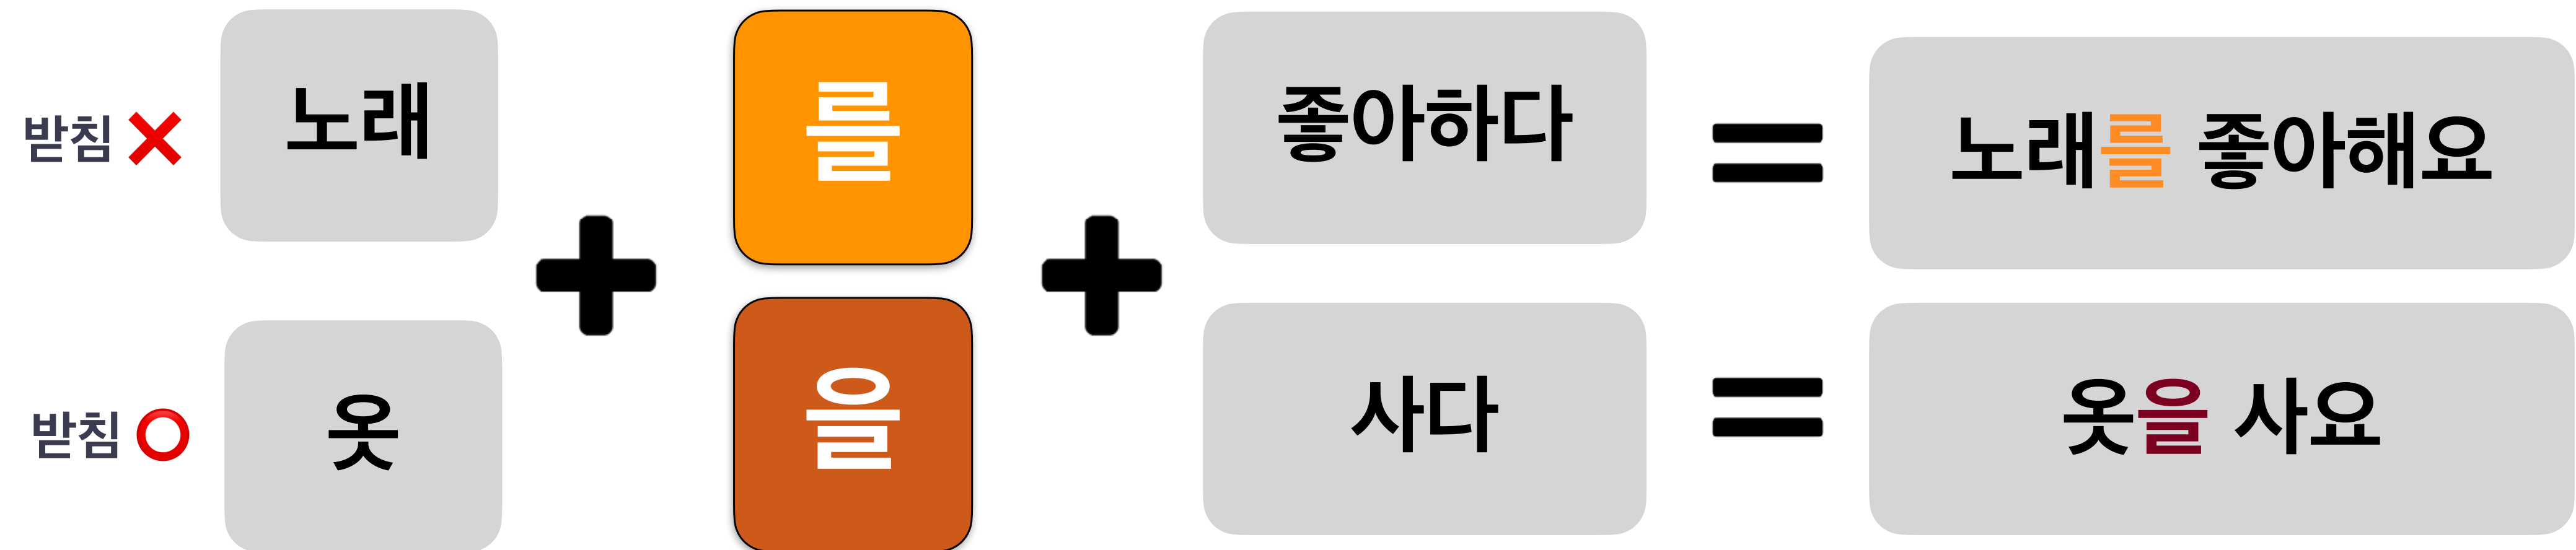 받침 ❌ 노래 를 좋아하다 = 노래를 좋아해요
+ +
받침 ⭕ 옷 을 사다 = 옷을 사요